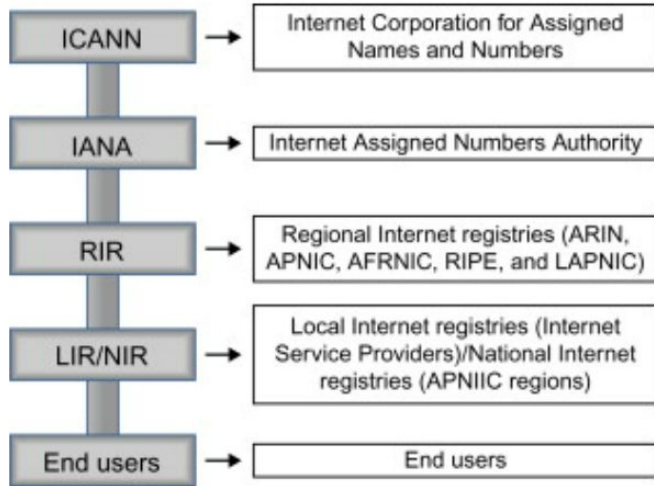 ICANN
Internet Corporation for Assigned
Names and Numbers
IANA
Internet Assigned Numbers Authority
RIR
Regional Internet registries (ARIN,
APNIC, AFRNIC, RIPE, and LAPNIC)
LIR/NIR
Local Internet registries (Internet
Service Providers)/National Internet
registries (APNIIC regions)
End users
End users